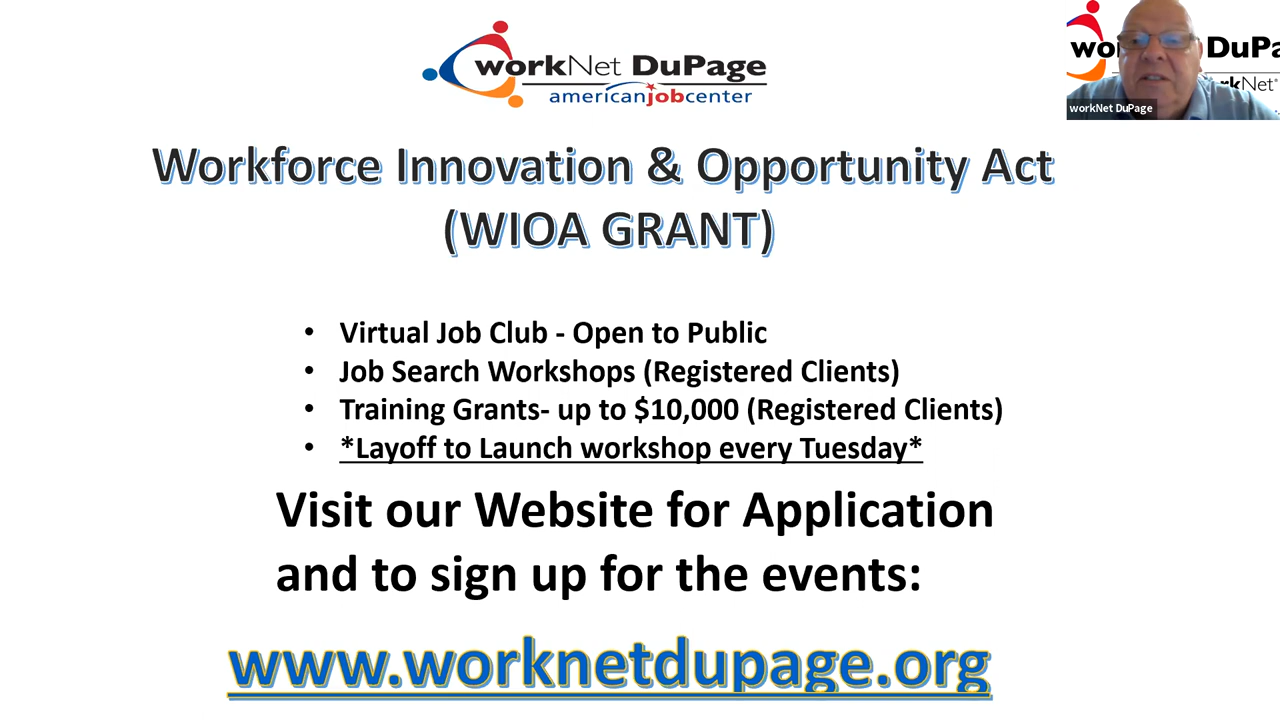 workNet DuPage
americanjobcenter
DuPa
workNet DuPage
Workforce Innovation & Opportunity Act
(WIOA GRANT)
• Virtual Job Club - Open to Public
• Job Search Workshops (Registered Clients)
• Training Grants- up to $10,000 (Registered Clients)
• *Layoff to Launch workshop every Tuesday*
Visit our Website for Application
and to sign up for the events:
www.worknetdupage.org